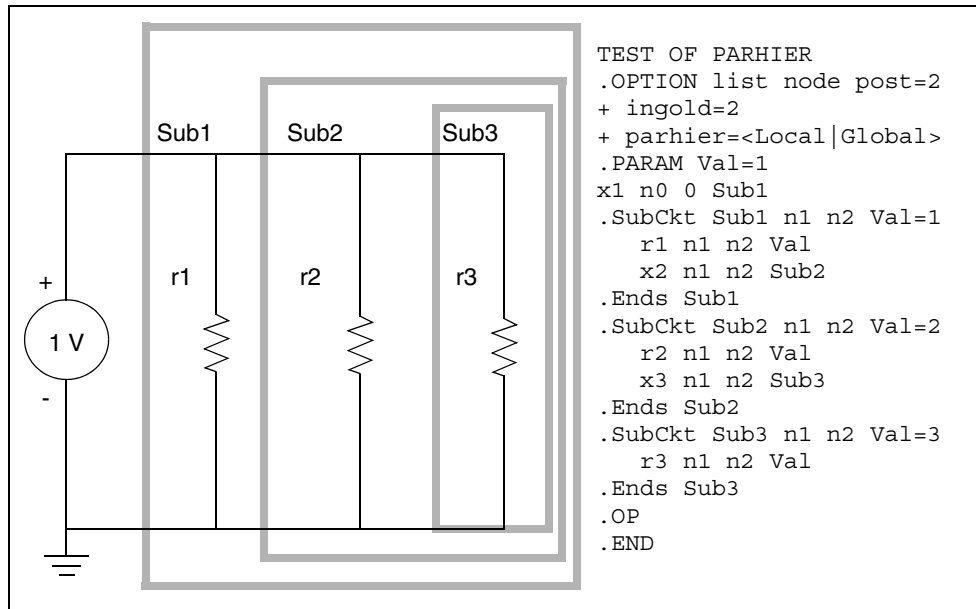 Sub1 Sub2 Sub3
r1 r2 r3
+
1 V
-
TEST OF PARHIER
.OPTION list node post=2
+ ingold=2
+ parhier=<Local|Global>
.PARAM Val=1
x1 n0 0 Sub1
.SubCkt Sub1 n1 n2 Val=1
r1 n1 n2 Val
x2 n1 n2 Sub2
.Ends Sub1
.SubCkt Sub2 n1 n2 Val=2
r2 n1 n2 Val
x3 n1 n2 Sub3
.Ends Sub2
.SubCkt Sub3 n1 n2 Val=3
r3 n1 n2 Val
.Ends Sub3
.OP
.END